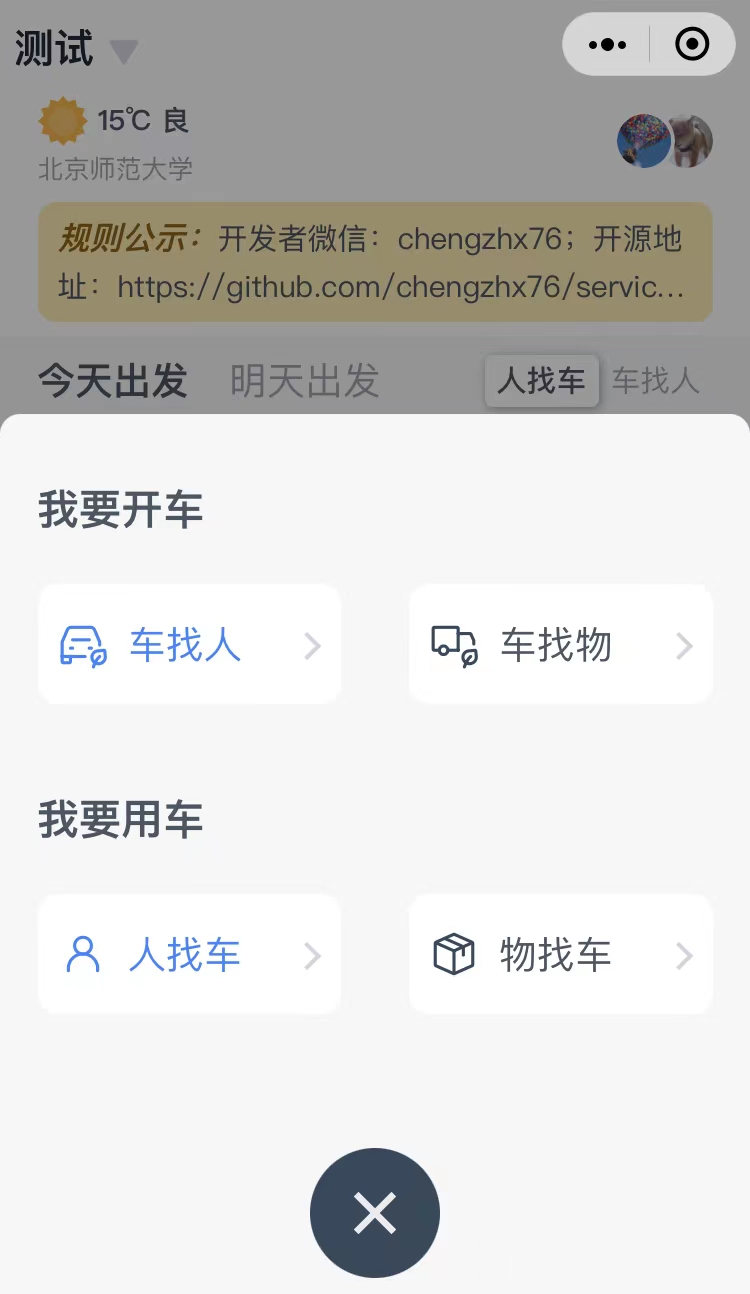 测试
15℃ 良
北京师范大学
规则公示：开发者微信：chengzhx76；开源地
址：https://github.com/chengzhx76/servic...
今天出发 明天出发 人找车 车找人
我要开车
车找人 车找物
我要用车
人找车 物找车